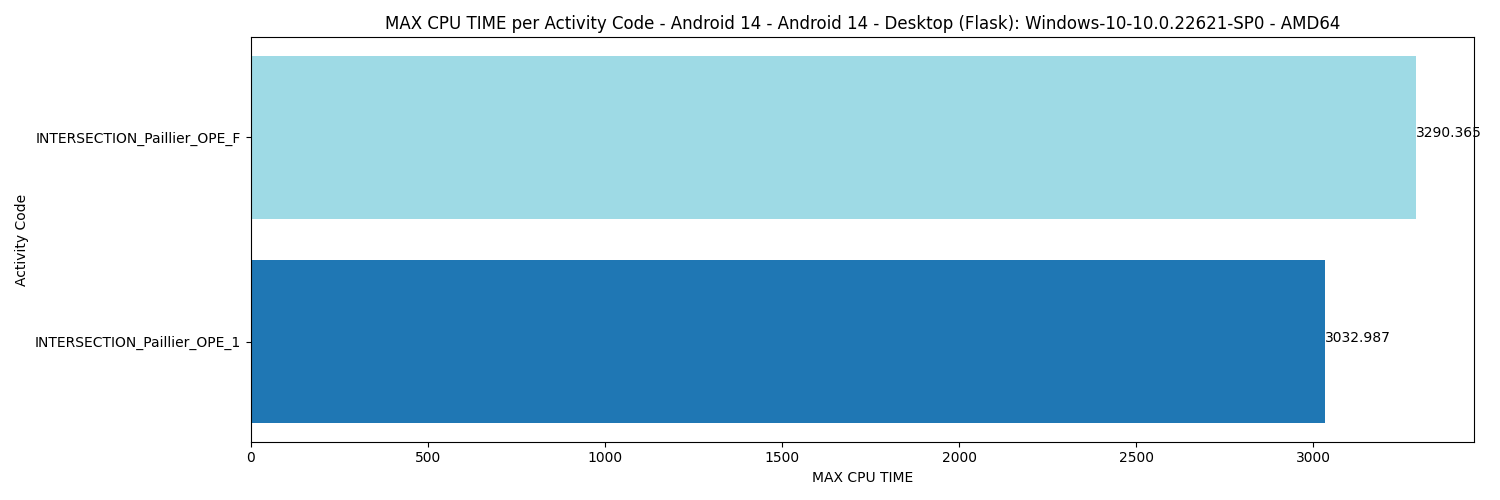 MAX CPU TIME per Activity Code - Android 14 - Android 14 - Desktop (Flask): Windows-10-10.0.22621-SP0 - AMD64
Activity Code
INTERSECTION_Paillier_OPE_F
3290.365
INTERSECTION_Paillier_OPE_1
3032.987
0 500 1000 1500 2000 2500 3000
MAX CPU TIME